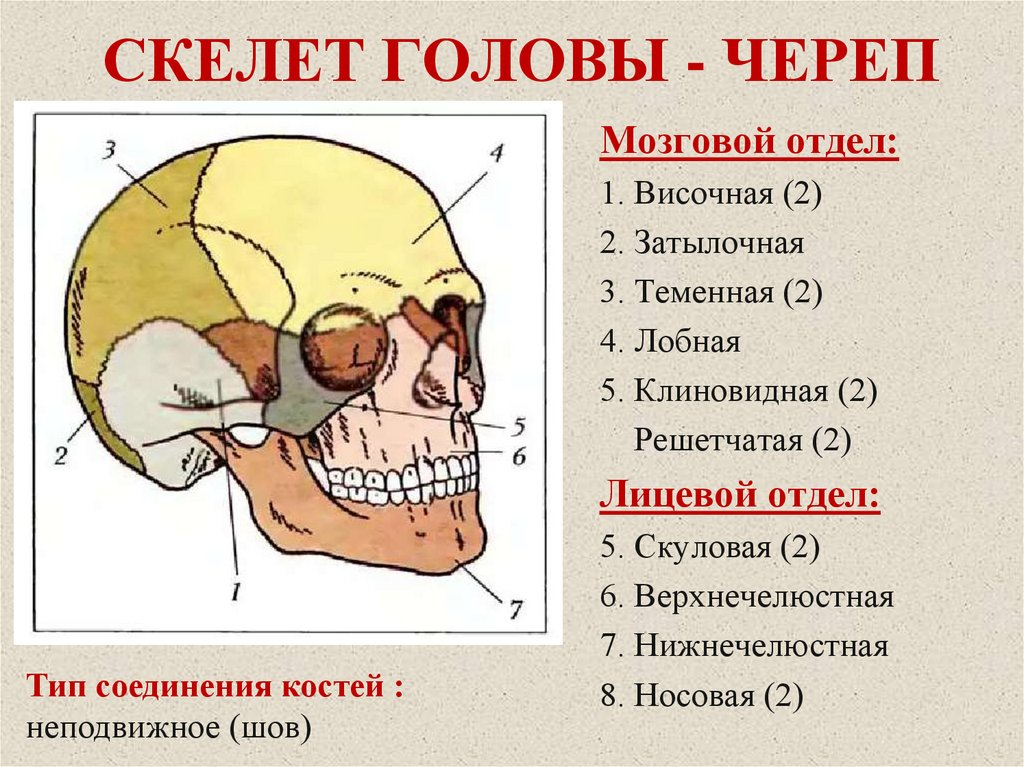 СКЕЛЕТ ГОЛОВЫ - ЧЕРЕП
3
4
2
5
6
1
7
Тип соединения костей :
неподвижное (шов)
Мозговой отдел:
1. Височная (2)
2. Затылочная
3. Теменная (2)
4. Лобная
5. Клиновидная (2)
Решетчатая (2)
Лицевой отдел:
5. Скуловая (2)
6. Верхнечелюстная
7. Нижнечелюстная
8. Носовая (2)